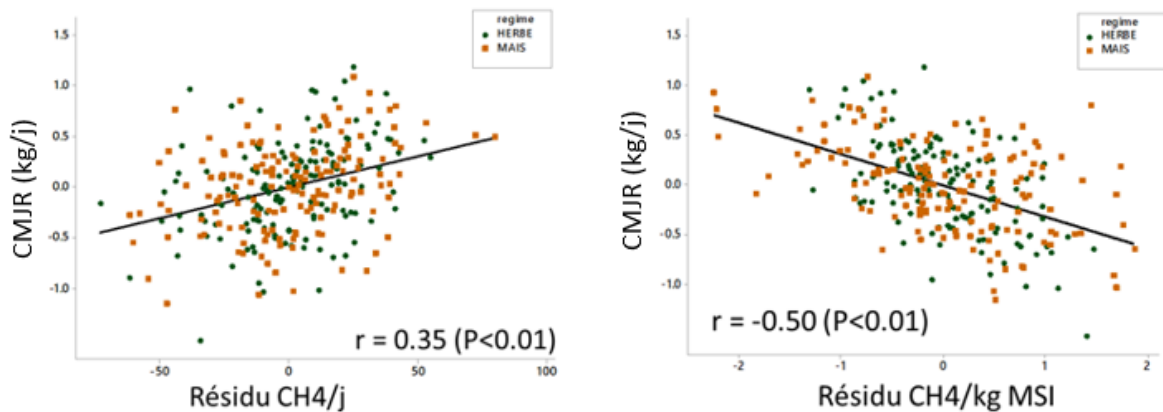 regime
HERBE
MAIS
1.5
1.0
0.5
0.0
-0.5
-1.0
CMJR (kg/j)
r = 0.35 (P<0.01)
-50
0
50
100
Résidu CH4/j
regime
HERBE
MAIS
1.5
1.0
0.5
0.0
-0.5
-1.0
CMJR (kg/j)
r = -0.50 (P<0.01)
-2
-1
0
1
2
Résidu CH4/kg MSI